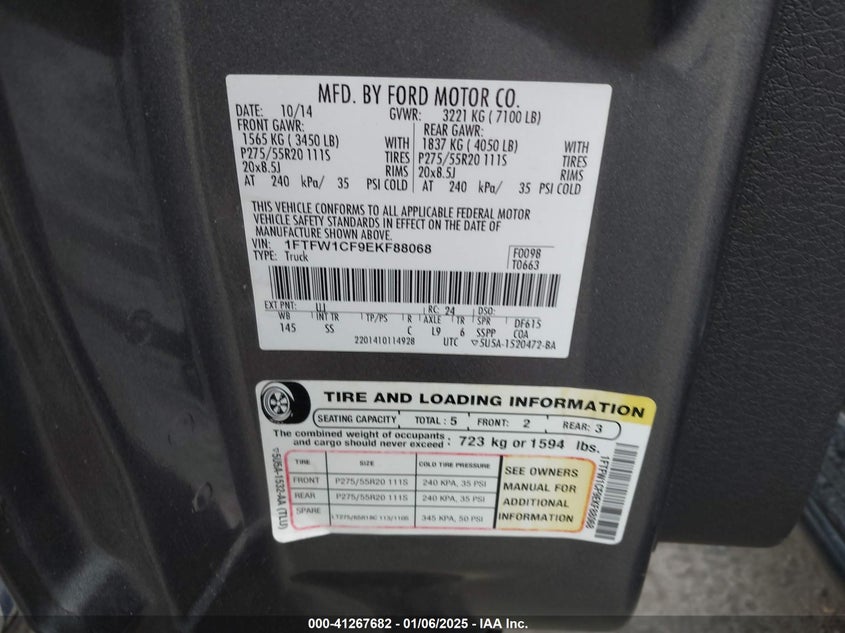 MFD. BY FORD MOTOR CO.
DATE: 10/14 GVWR: 3221 KG ( 7100 LB)
FRONT GAWR: REAR GAWR:
1565 KG ( 3450 LB) WITH 1837 KG ( 4050 LB) WITH
P275/55R20 111S TIRES P275/55R20 111S TIRES
20x8.5J RIMS 20x8.5J RIMS
AT 240 kPa/ 35 PSI COLD AT 240 kPa/ 35 PSI COLD
THIS VEHICLE CONFORMS TO ALL APPLICABLE FEDERAL MOTOR
VEHICLE SAFETY STANDARDS IN EFFECT ON THE DATE OF
MANUFACTURE SHOWN ABOVE.
VIN: 1FTFW1CF9EKF88068 F0098
TYPE: Truck T0663
EXT PNT: UJ RC: 24 DSO:
WB INT TR TP/PS R AXLE TR SPR DF615
145 SS C L9 6 SSPP COA
2201410114928 UTC ▽5U5A-1520472-BA
TIRE AND LOADING INFORMATION
SEATING CAPACITY TOTAL : 5 FRONT: 2 REAR: 3
The combined weight of occupants
and cargo should never exceed : 723 kg or 1594 lbs.
TIRE SIZE COLD TIRE PRESSURE
FRONT P275/55R20 111S 240 KPA, 35 PSI
REAR P275/55R20 111S 240 KPA, 35 PSI
SPARE 345 KPA, 50 PSI
SEE OWNERS
MANUAL FOR
ADDITIONAL
INFORMATION
▽5U5A-1532-AA (TLU)
1FTFW1CF9EKF88068
000-41267682 - 01/06/2025 - IAA Inc.